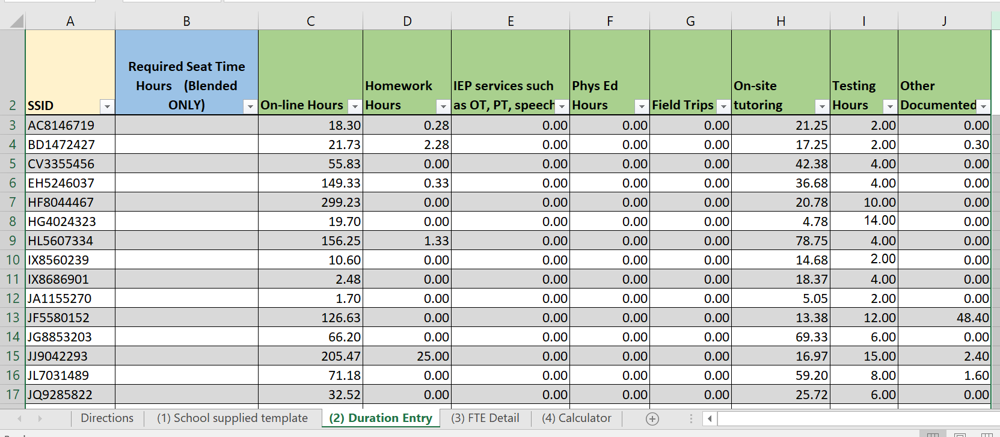 A B C D E F G H I J
2 SSID Required Seat Time Hours (Blended ONLY) On-line Hours Homework Hours IEP services such as OT, PT, speech Phys Ed Hours Field Trips On-site tutoring Testing Hours Other Documented
3 AC8146719 18.30 0.28 0.00 0.00 0.00 21.25 2.00 0.00
4 BD1472427 21.73 2.28 0.00 0.00 0.00 17.25 2.00 0.30
5 CV3355456 55.83 0.00 0.00 0.00 0.00 42.38 4.00 0.00
6 EH5246037 149.33 0.33 0.00 0.00 0.00 36.68 4.00 0.00
7 HF8044467 299.23 0.00 0.00 0.00 0.00 20.78 10.00 0.00
8 HG4024323 19.70 0.00 0.00 0.00 0.00 4.78 14.00 0.00
9 HL5607334 156.25 1.33 0.00 0.00 0.00 78.75 4.00 0.00
10 IX8560239 10.60 0.00 0.00 0.00 0.00 14.68 2.00 0.00
11 IX8686901 2.48 0.00 0.00 0.00 0.00 18.37 4.00 0.00
12 JA1155270 1.70 0.00 0.00 0.00 0.00 5.05 2.00 0.00
13 JF5580152 126.63 0.00 0.00 0.00 0.00 13.38 12.00 48.40
14 JG8853203 66.20 0.00 0.00 0.00 0.00 69.33 6.00 0.00
15 JJ9042293 205.47 25.00 0.00 0.00 0.00 16.97 15.00 2.40
16 JL7031489 71.18 0.00 0.00 0.00 0.00 59.20 8.00 1.60
17 JQ9285822 32.52 0.00 0.00 0.00 0.00 25.72 6.00 0.00
Directions (1) School supplied template (2) Duration Entry (3) FTE Detail (4) Calculator